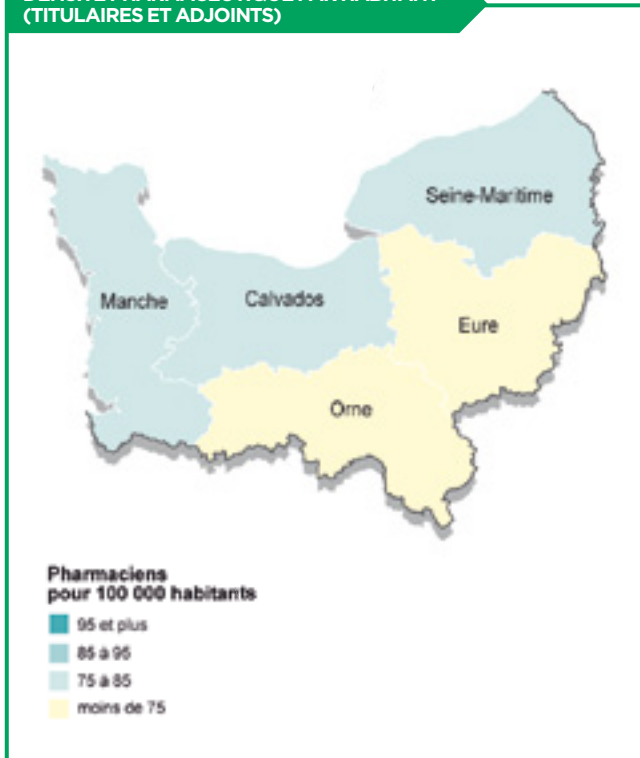 (TITULAIRES ET ADJOINTS)
Seine-Maritime
Manche
Calvados
Eure
Orne
Pharmaciens
pour 100 000 habitants
95 et plus
85 à 95
75 à 85
moins de 75